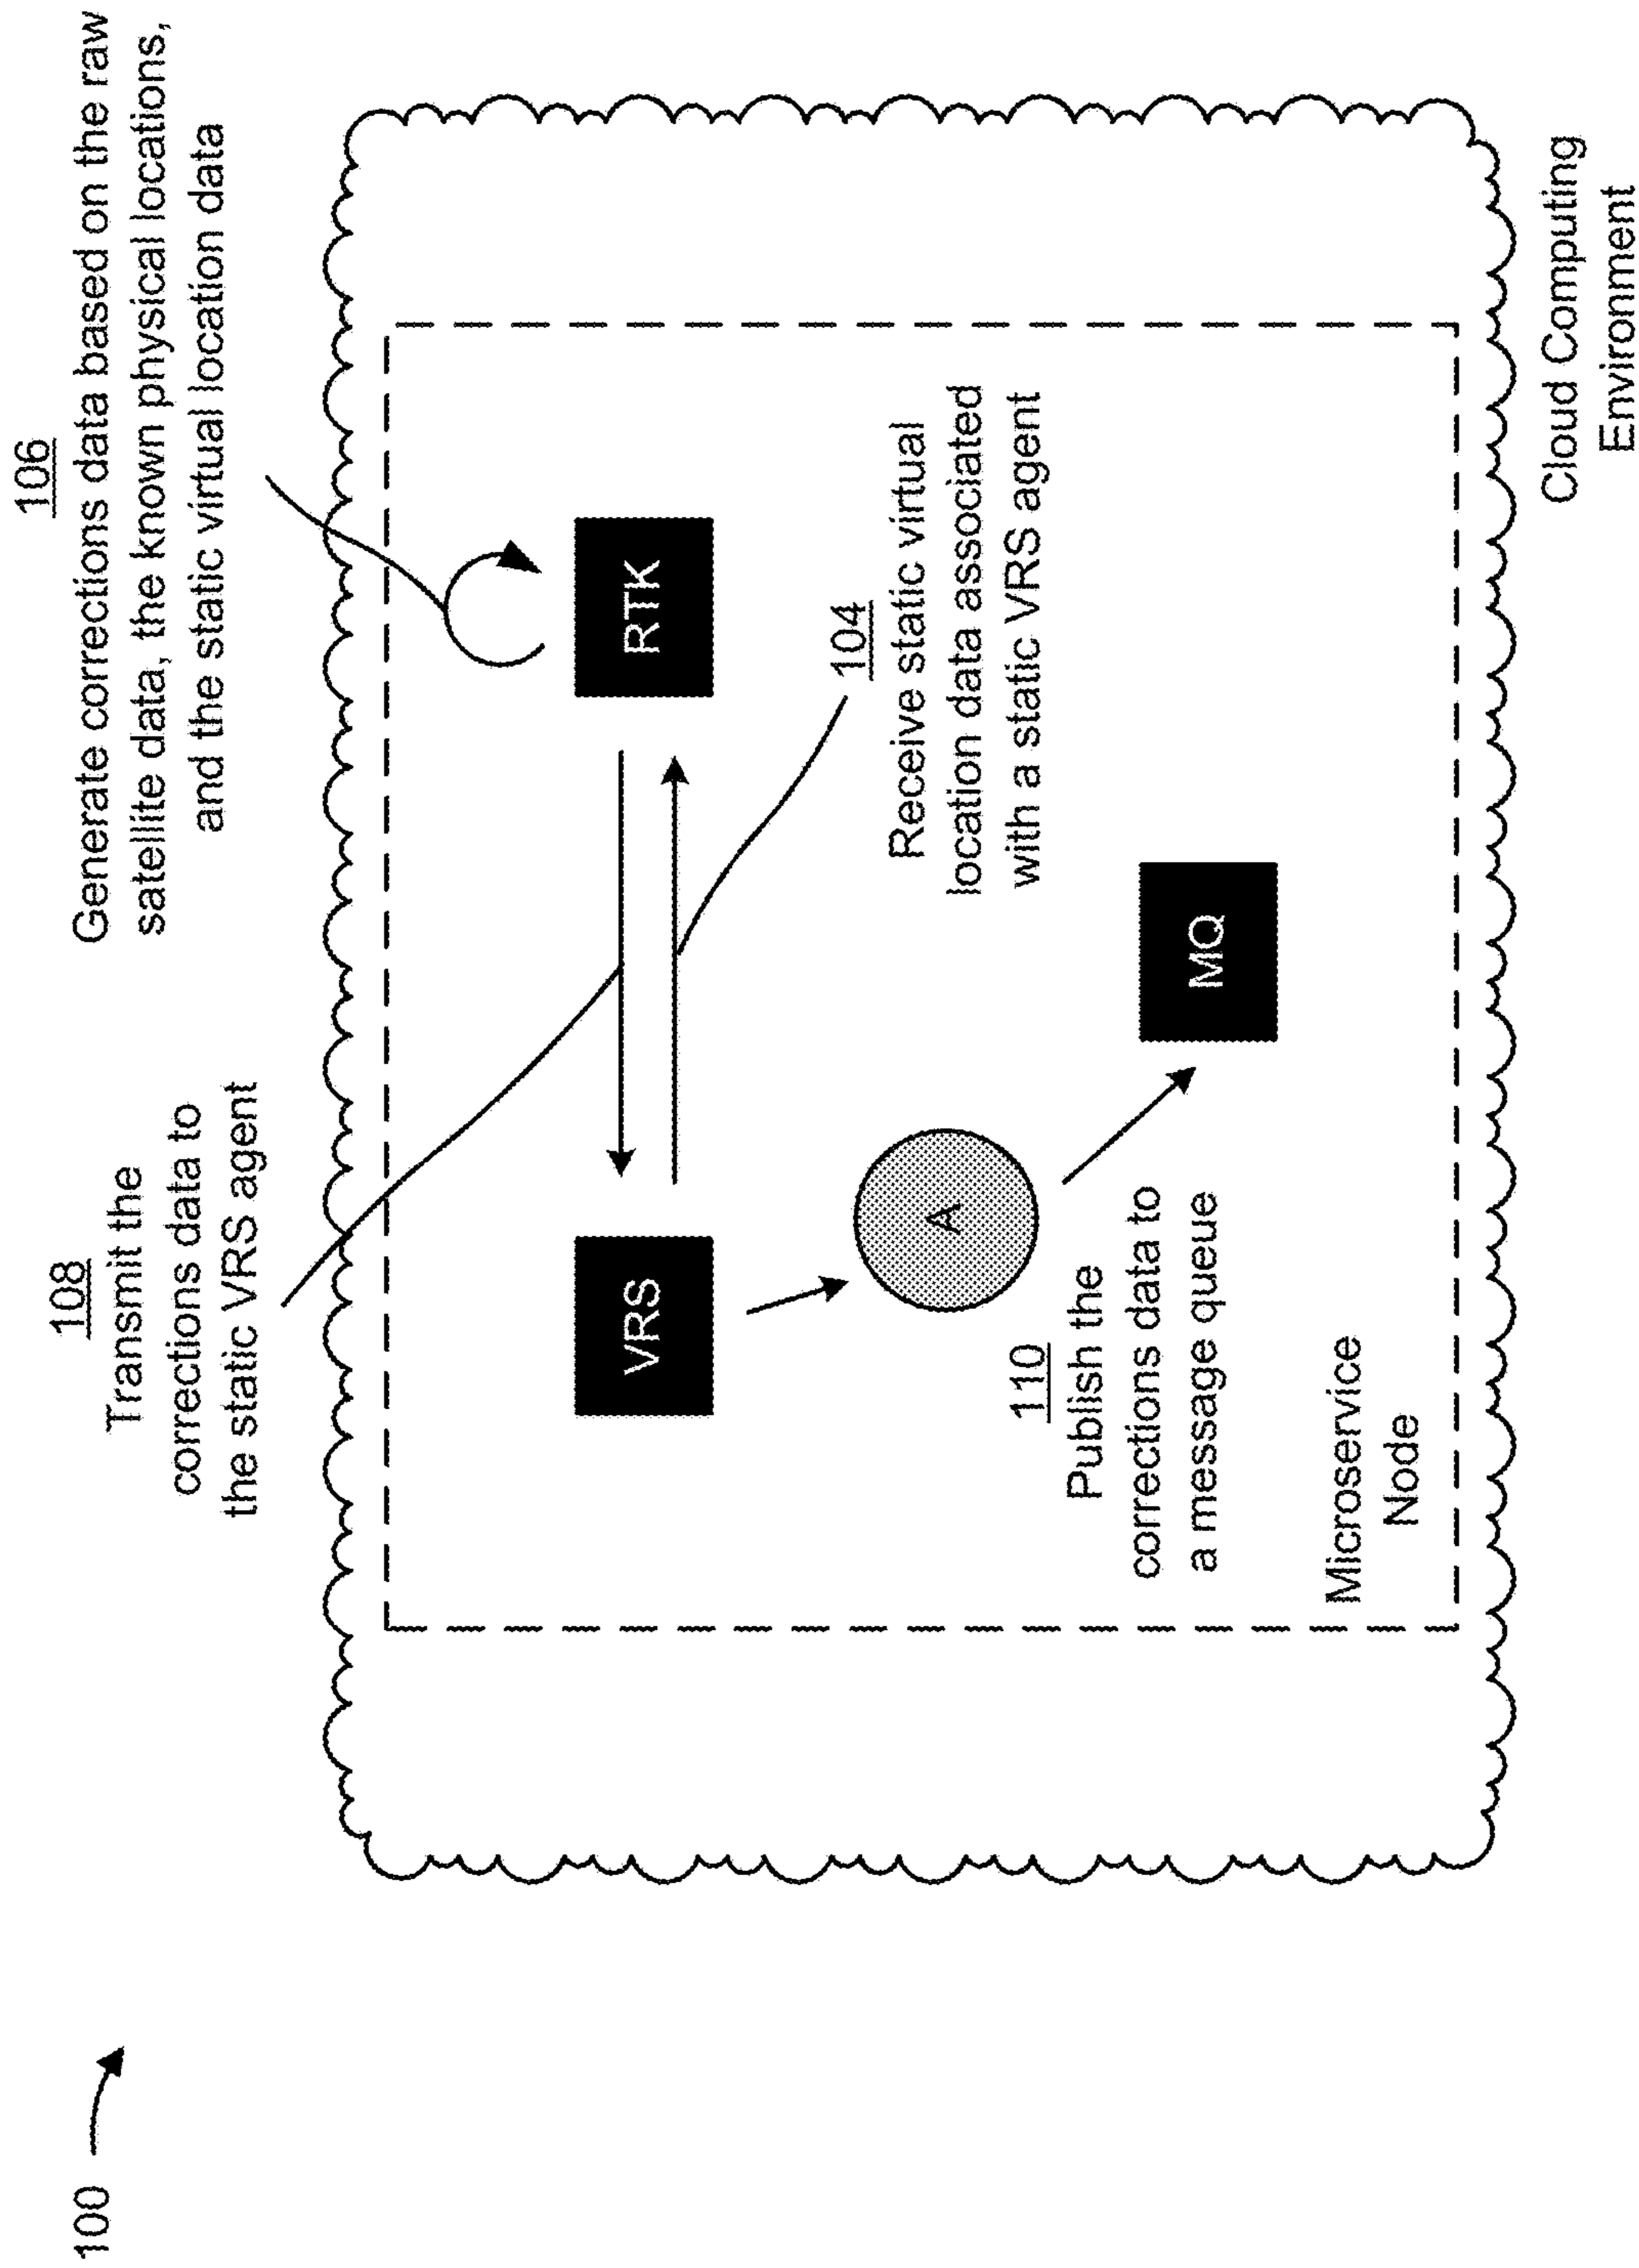 100
108
Transmit the
corrections data to
the static VRS agent
106
Generate corrections data based on the raw
satellite data, the known physical locations,
and the static virtual location data
VRS
RTK
104
Receive static virtual
location data associated
with a static VRS agent
A
110
Publish the
corrections data to
a message queue
MQ
Microservice
Node
Cloud Computing
Environment